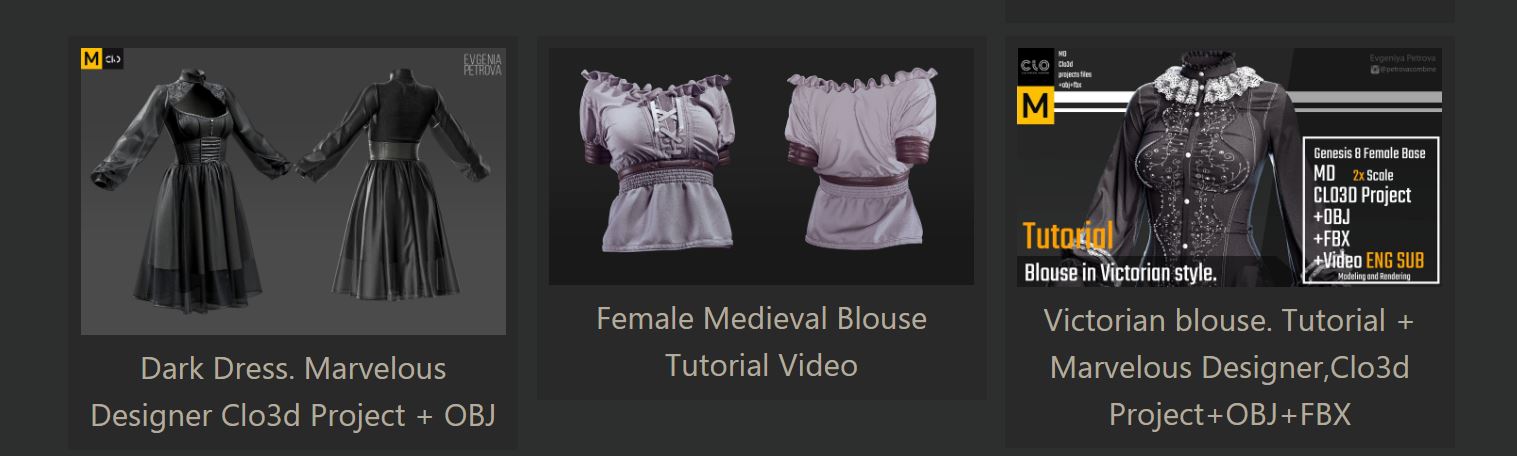 M CLO
EVGENIA
PETROVA
Dark Dress. Marvelous
Designer Clo3d Project + OBJ
Female Medieval Blouse
Tutorial Video
CLO
MD
Clo3d
projects files
+obj+fbx
M
Evgeniya Petrova
@petrovacombine
Genesis 8 Female Base
MD 2x Scale
CLO3D Project
+OBJ
+FBX
+Video ENG SUB
Modeling and Rendering
Tutorial
Blouse in Victorian style.
Victorian blouse. Tutorial +
Marvelous Designer,Clo3d
Project+OBJ+FBX